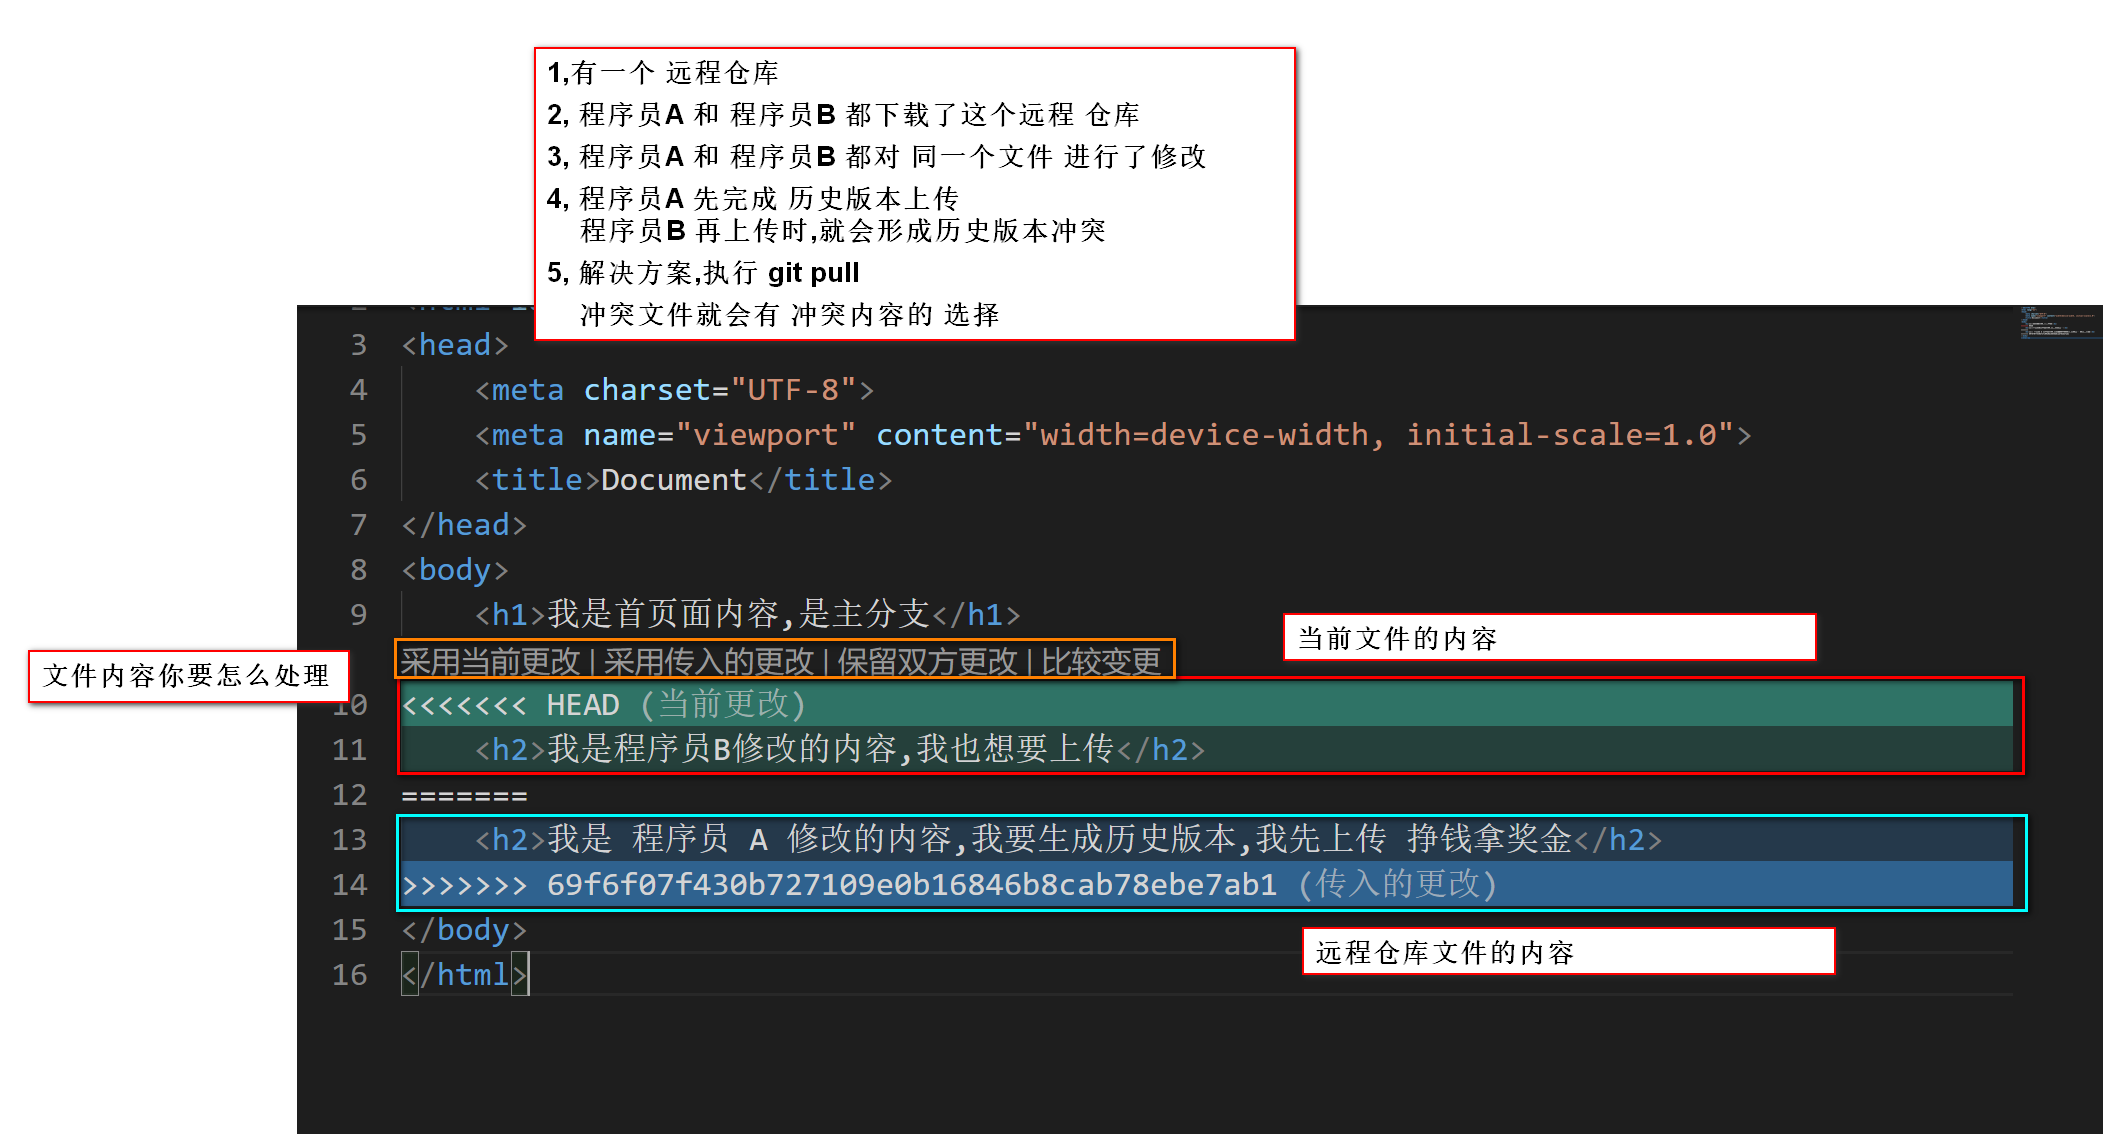 1,有一个 远程仓库
2, 程序员A 和 程序员B 都下载了这个远程 仓库
3, 程序员A 和 程序员B 都对 同一个文件 进行了修改
4, 程序员A 先完成 历史版本上传
程序员B 再上传时,就会形成历史版本冲突
5, 解决方案,执行 git pull
冲突文件就会有 冲突内容的 选择
3 <head>
4 <meta charset="UTF-8">
5 <meta name="viewport" content="width=device-width, initial-scale=1.0">
6 <title>Document</title>
7 </head>
8 <body>
9 <h1>我是首页面内容,是主分支</h1>
当前文件的内容
文件内容你要怎么处理
采用当前更改 | 采用传入的更改 | 保留双方更改 | 比较变更
10 <<<<<<< HEAD (当前更改)
11 <h2>我是程序员B修改的内容,我也想要上传</h2>
12 =======
13 <h2>我是 程序员 A 修改的内容,我要生成历史版本,我先上传 挣钱拿奖金</h2>
14 >>>>>>> 69f6f07f430b727109e0b16846b8cab78ebe7ab1 (传入的更改)
15 </body>
远程仓库文件的内容
16 </html>